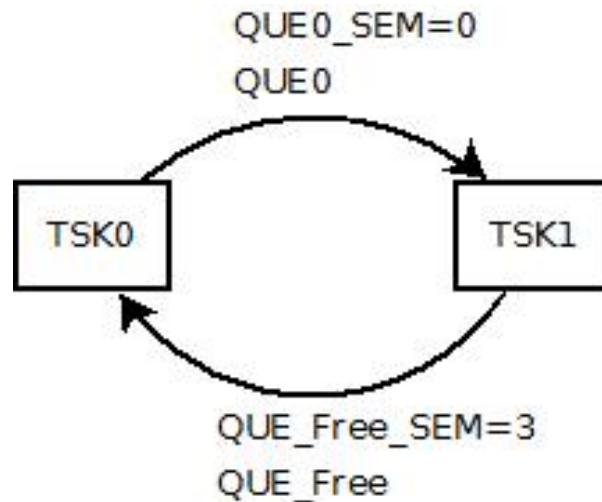 QUE0_SEM=0
QUE0
TSK0
TSK1
QUE_Free_SEM=3
QUE_Free